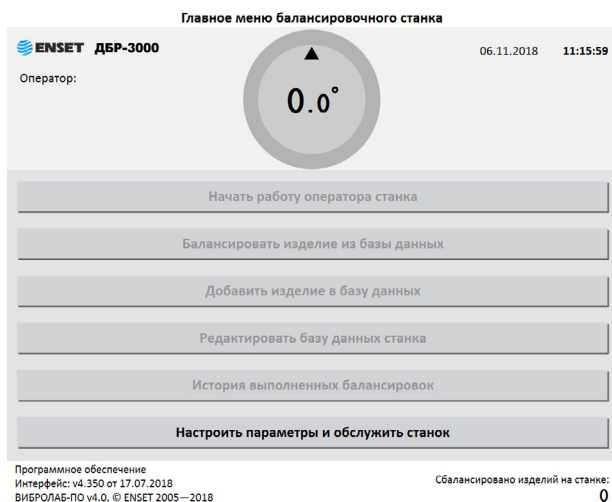 Главное меню балансировочного станка
ENSET ДБР-3000
06.11.2018 11:15:59
Оператор:
0.0°
Начать работу оператора станка
Балансировать изделие из базы данных
Добавить изделие в базу данных
Редактировать базу данных станка
История выполненных балансировок
Настроить параметры и обслужить станок
Программное обеспечение
Интерфейс: v4.350 от 17.07.2018
ВИБРОЛАБ-ПО v4.0, © ENSET 2005—2018
Сбалансировано изделий на станке:
0